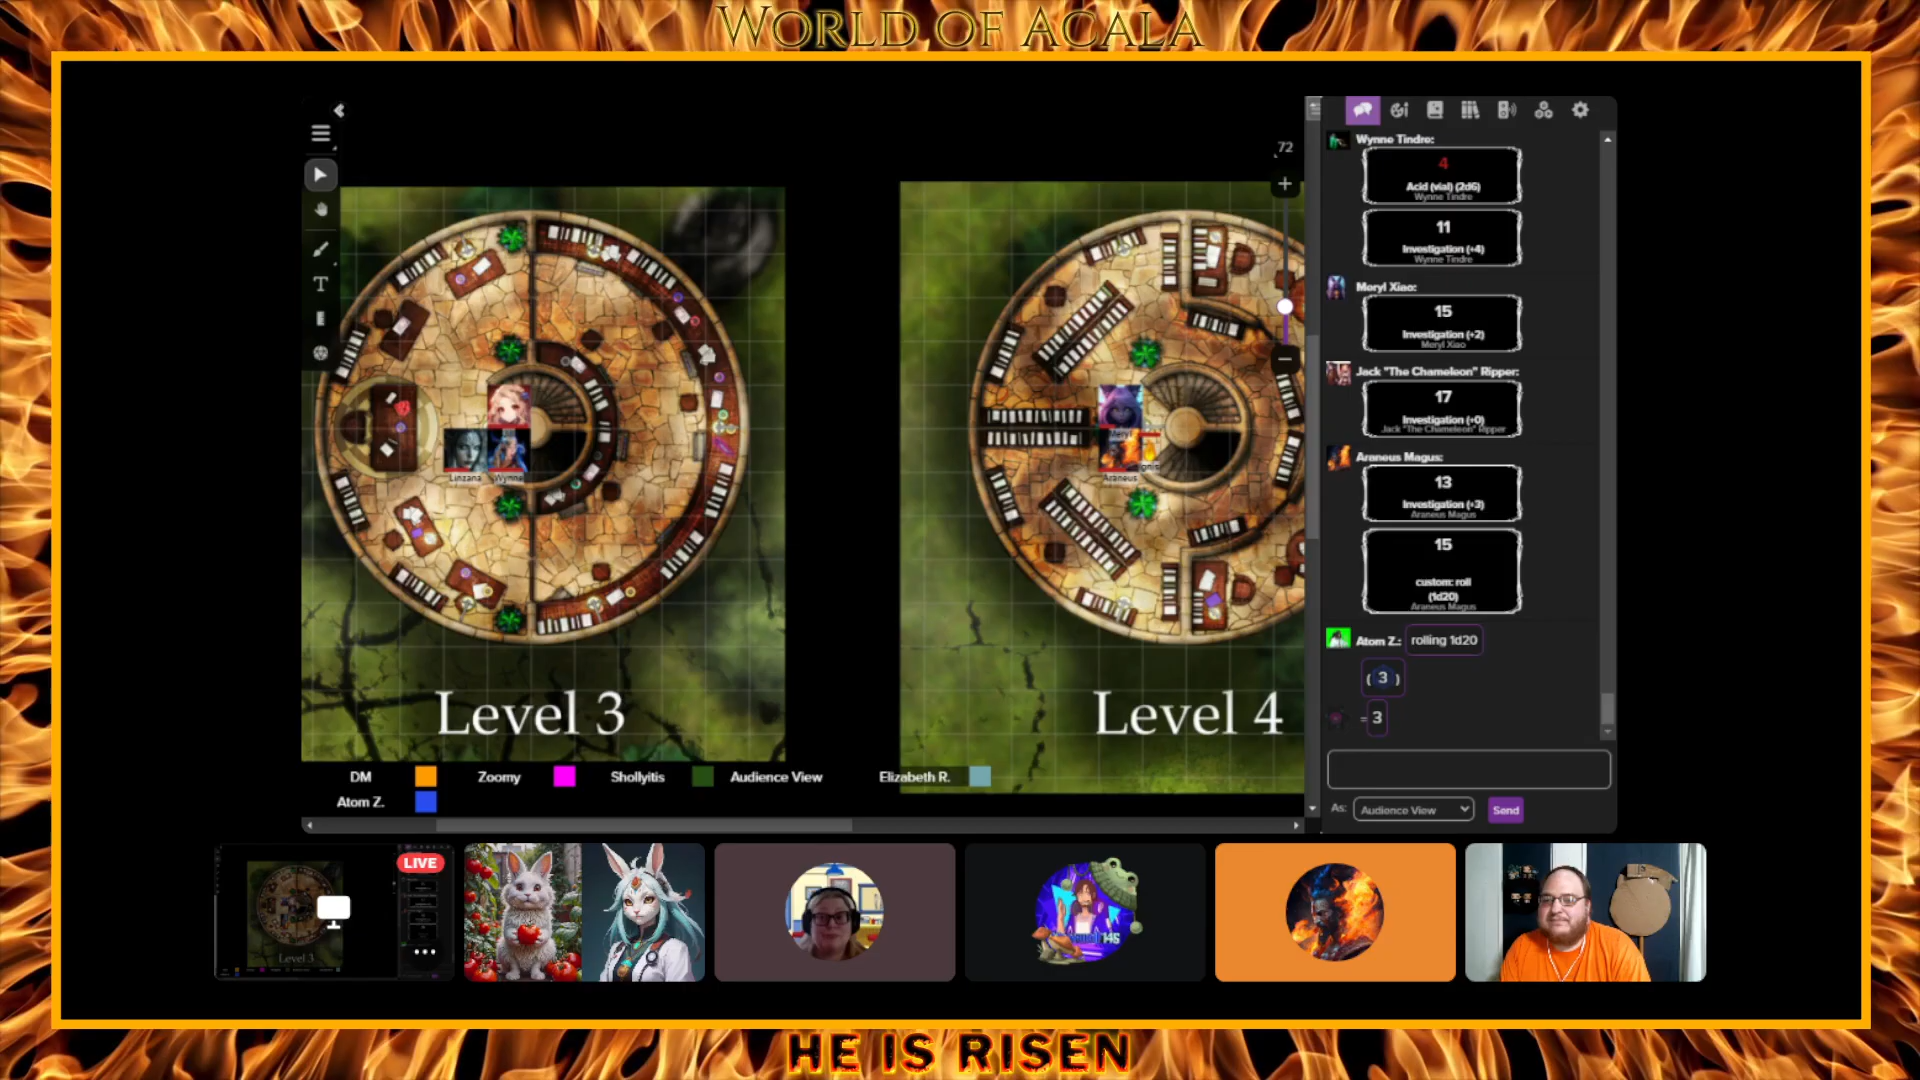 WORLD OF ACALA
72
Wynne Tindre:
4
Acid (vial) (2d6)
Wynne Tindre
11
Investigation (+4)
Wynne Tindre
Meryl Xiao:
15
Investigation (+2)
Meryl Xiao
Jack "The Chameleon" Ripper:
17
Investigation (+0)
Jack "The Chameleon" Ripper
Araneus Magus:
13
Investigation (+3)
Araneus Magus
15
custom: roll
(1d20)
Araneus Magus
Atom Z.: rolling 1d20
(3)
=3
Linzana
Wynne
Meryl
Ignis
Araneus
Level 3
Level 4
DM
Zoomy
Shollyitis
Audience View
Elizabeth R.
Atom Z.
As:
Audience View
Send
LIVE
Level 3
HE IS RISEN